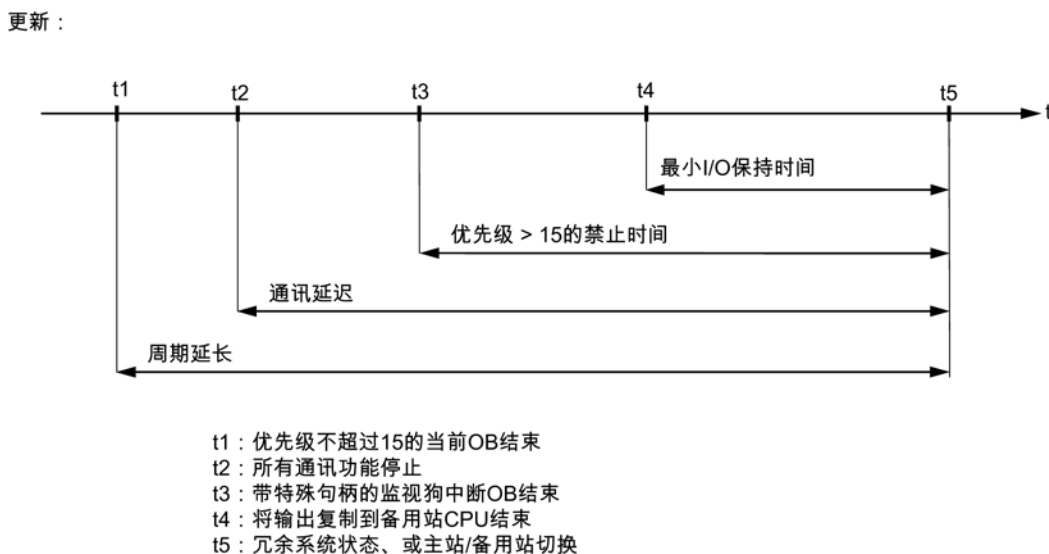 更新：
t1
t2
t3
t4
t5
t
最小I/O保持时间
优先级 > 15的禁止时间
通讯延迟
周期延长
t1：优先级不超过15的当前OB结束
t2：所有通讯功能停止
t3：带特殊句柄的监视狗中断OB结束
t4：将输出复制到备用站CPU结束
t5：冗余系统状态、或主站/备用站切换